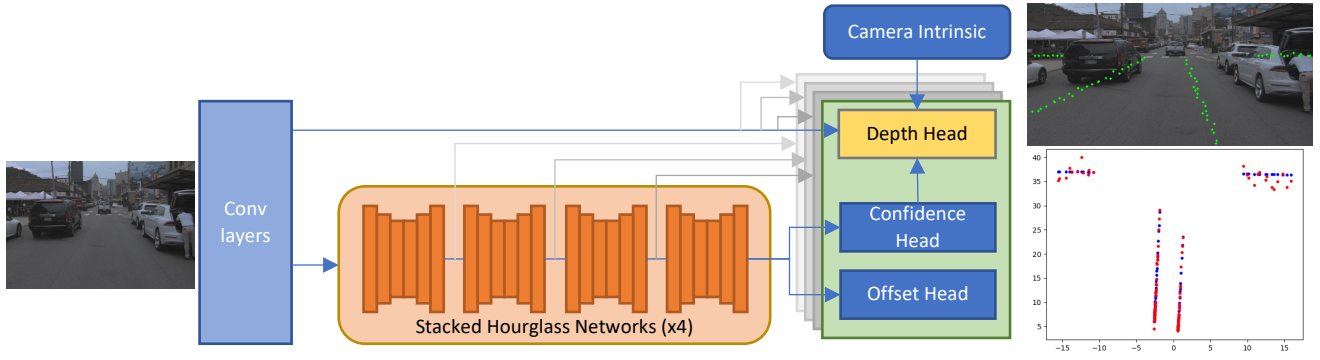 Camera Intrinsic
Conv
layers
Depth Head
Confidence
Head
Offset Head
Stacked Hourglass Networks (x4)
40
35
30
25
20
15
10
5
−15 −10 −5 0 5 10 15